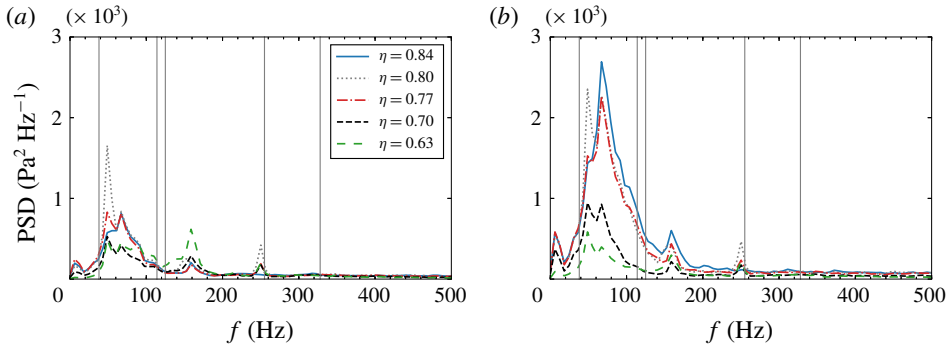 (a) (× 10³)
3
2
1
0 100 200 300 400 500
PSD (Pa² Hz⁻¹)
f (Hz)
η = 0.84
η = 0.80
η = 0.77
η = 0.70
η = 0.63
(b) (× 10³)
3
2
1
0 100 200 300 400 500
f (Hz)